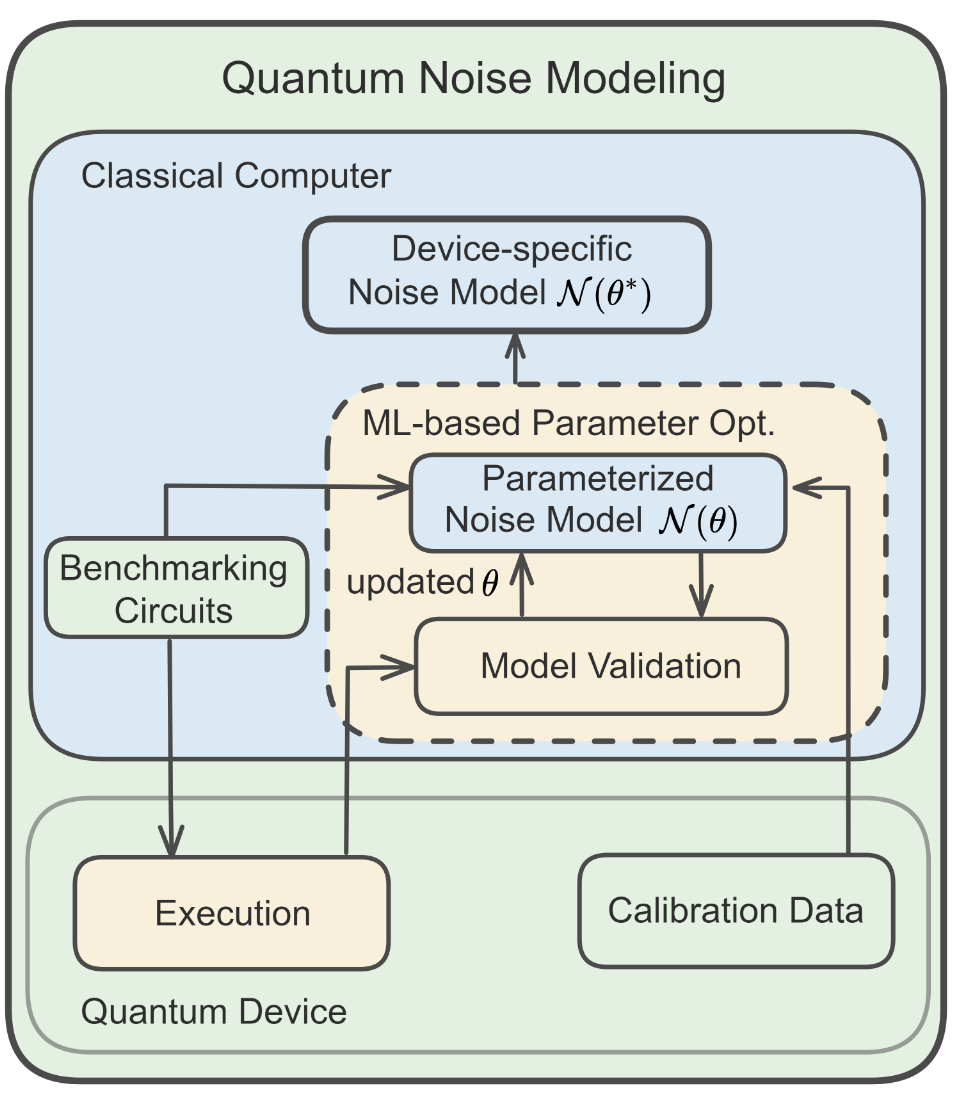 Quantum Noise Modeling
Classical Computer
Device-specific
Noise Model 𝒩(θ*)
ML-based Parameter Opt.
Parameterized
Noise Model 𝒩(θ)
Benchmarking
Circuits
updated θ
Model Validation
Execution
Calibration Data
Quantum Device